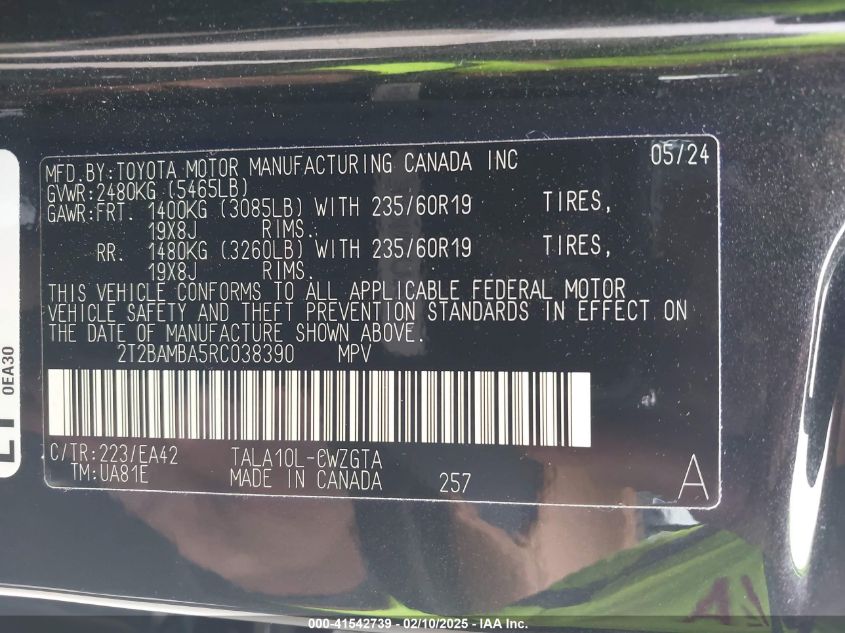 MFD.BY:TOYOTA MOTOR MANUFACTURING CANADA INC 05/24
GVWR:2480KG (5465LB)
GAWR:FRT. 1400KG (3085LB) WITH 235/60R19 TIRES,
19X8J RIMS.
RR. 1480KG (3260LB) WITH 235/60R19 TIRES,
19X8J RIMS.
THIS VEHICLE CONFORMS TO ALL APPLICABLE FEDERAL MOTOR
VEHICLE SAFETY AND THEFT PREVENTION STANDARDS IN EFFECT ON
THE DATE OF MANUFACTURE SHOWN ABOVE.
2T2BAMBA5RC038390 MPV
C/TR:223/EA42 TALA10L-CWZGTA
TM:UA81E MADE IN CANADA 257 A
0EA30
000-41542739 - 02/10/2025 - IAA Inc.